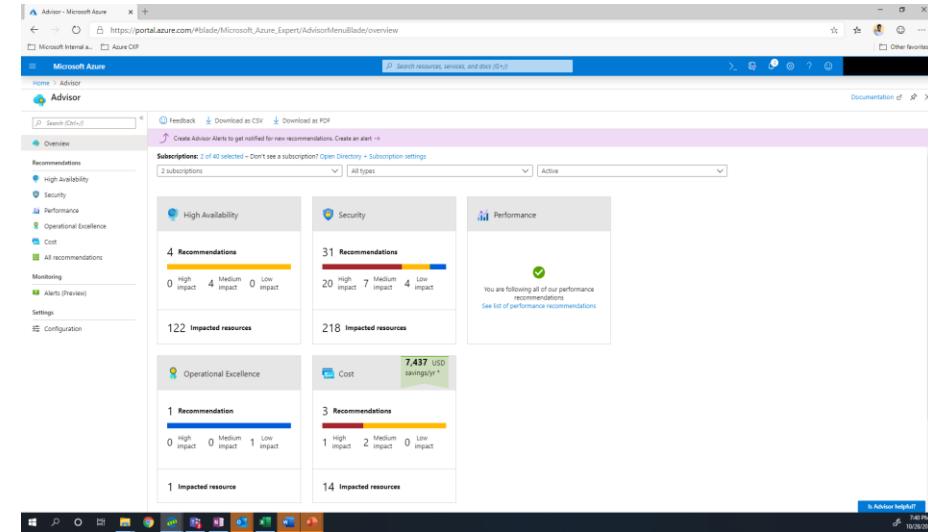 Advisor - Microsoft Azure
https://portal.azure.com/#blade/Microsoft_Azure_Expert/AdvisorMenuBlade/overview
Microsoft Internal a... Azure CXP Other favorites
Microsoft Azure Search resources, services, and docs (G+/)
Home > Advisor
Advisor Documentation
Search (Ctrl+/)
Overview
Recommendations
High Availability
Security
Performance
Operational Excellence
Cost
All recommendations
Monitoring
Alerts (Preview)
Settings
Configuration
Feedback Download as CSV Download as PDF
Create Advisor Alerts to get notified for new recommendations. Create an alert →
Subscriptions: 2 of 40 selected – Don't see a subscription? Open Directory + Subscription settings
2 subscriptions All types Active
High Availability
4 Recommendations
0 High impact 4 Medium impact 0 Low impact
122 Impacted resources
Security
31 Recommendations
20 High impact 7 Medium impact 4 Low impact
218 Impacted resources
Performance
You are following all of our performance
recommendations
See list of performance recommendations
Operational Excellence
1 Recommendation
0 High impact 0 Medium impact 1 Low impact
1 Impacted resource
Cost
7,437 USD
savings/yr *
3 Recommendations
1 High impact 2 Medium impact 0 Low impact
14 Impacted resources
Is Advisor helpful?
7:40 PM